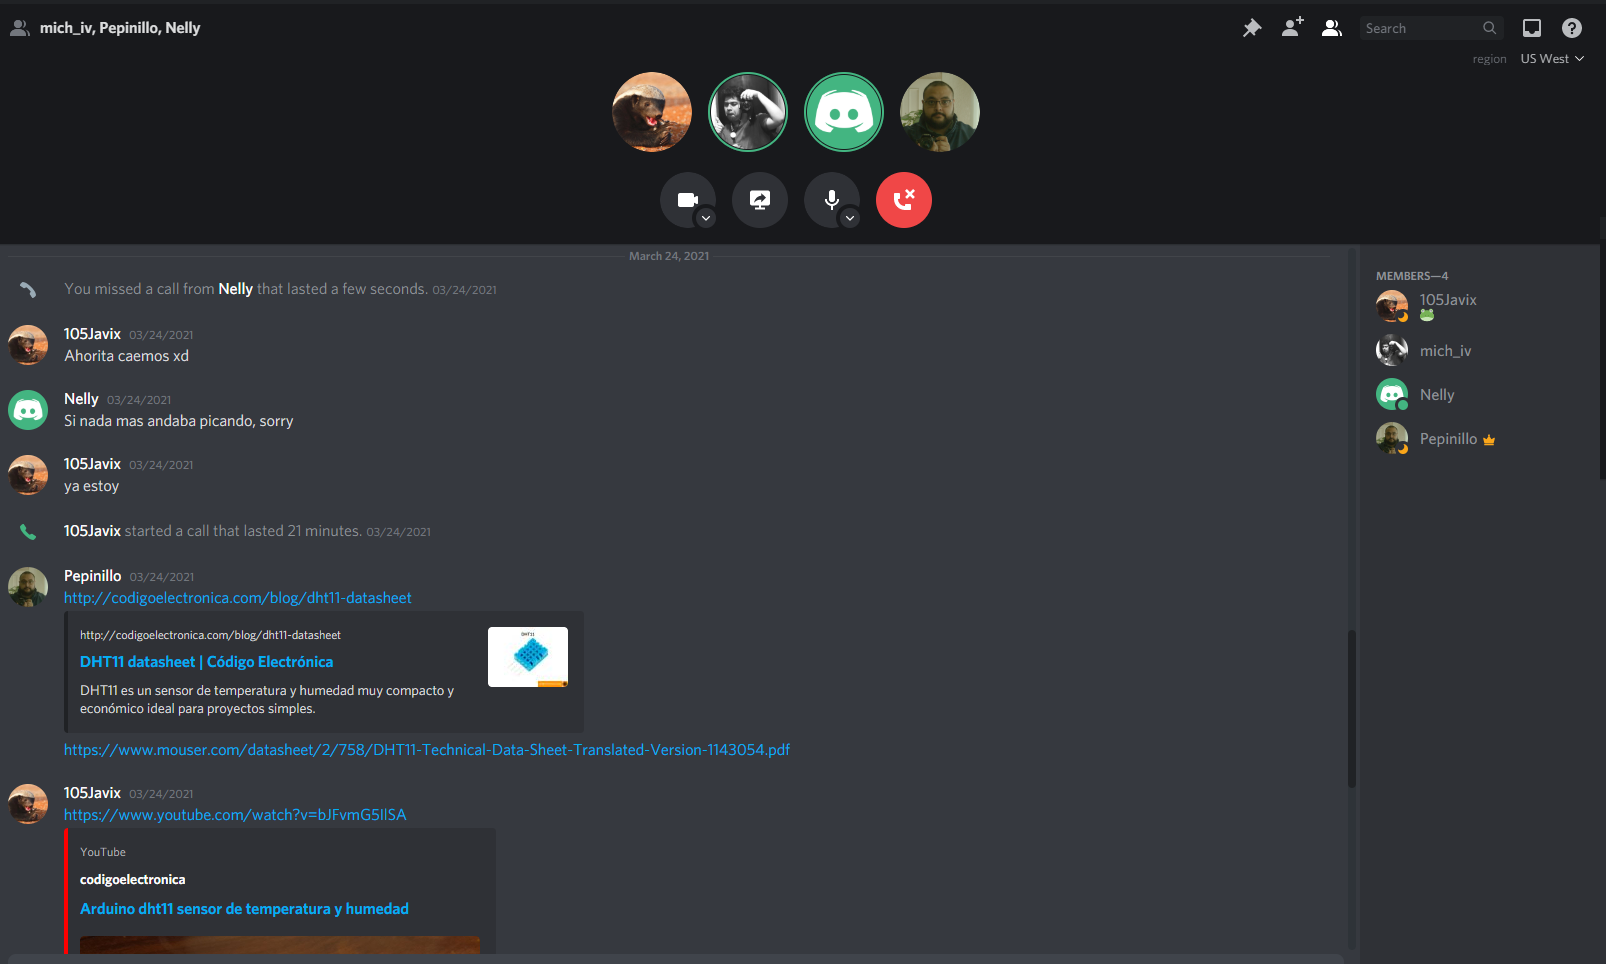 mich_iv, Pepinillo, Nelly
Search
region US West
March 24, 2021
You missed a call from Nelly that lasted a few seconds. 03/24/2021
105Javix 03/24/2021
Ahorita caemos xd
Nelly 03/24/2021
Si nada mas andaba picando, sorry
105Javix 03/24/2021
ya estoy
105Javix started a call that lasted 21 minutes. 03/24/2021
Pepinillo 03/24/2021
http://codigoelectronica.com/blog/dht11-datasheet
http://codigoelectronica.com/blog/dht11-datasheet
DHT11 datasheet | Código Electrónica
DHT11 es un sensor de temperatura y humedad muy compacto y
económico ideal para proyectos simples.
DHT11
https://www.mouser.com/datasheet/2/758/DHT11-Technical-Data-Sheet-Translated-Version-1143054.pdf
105Javix 03/24/2021
https://www.youtube.com/watch?v=bJFvmG5IlSA
YouTube
codigoelectronica
Arduino dht11 sensor de temperatura y humedad
MEMBERS—4
105Javix
mich_iv
Nelly
Pepinillo